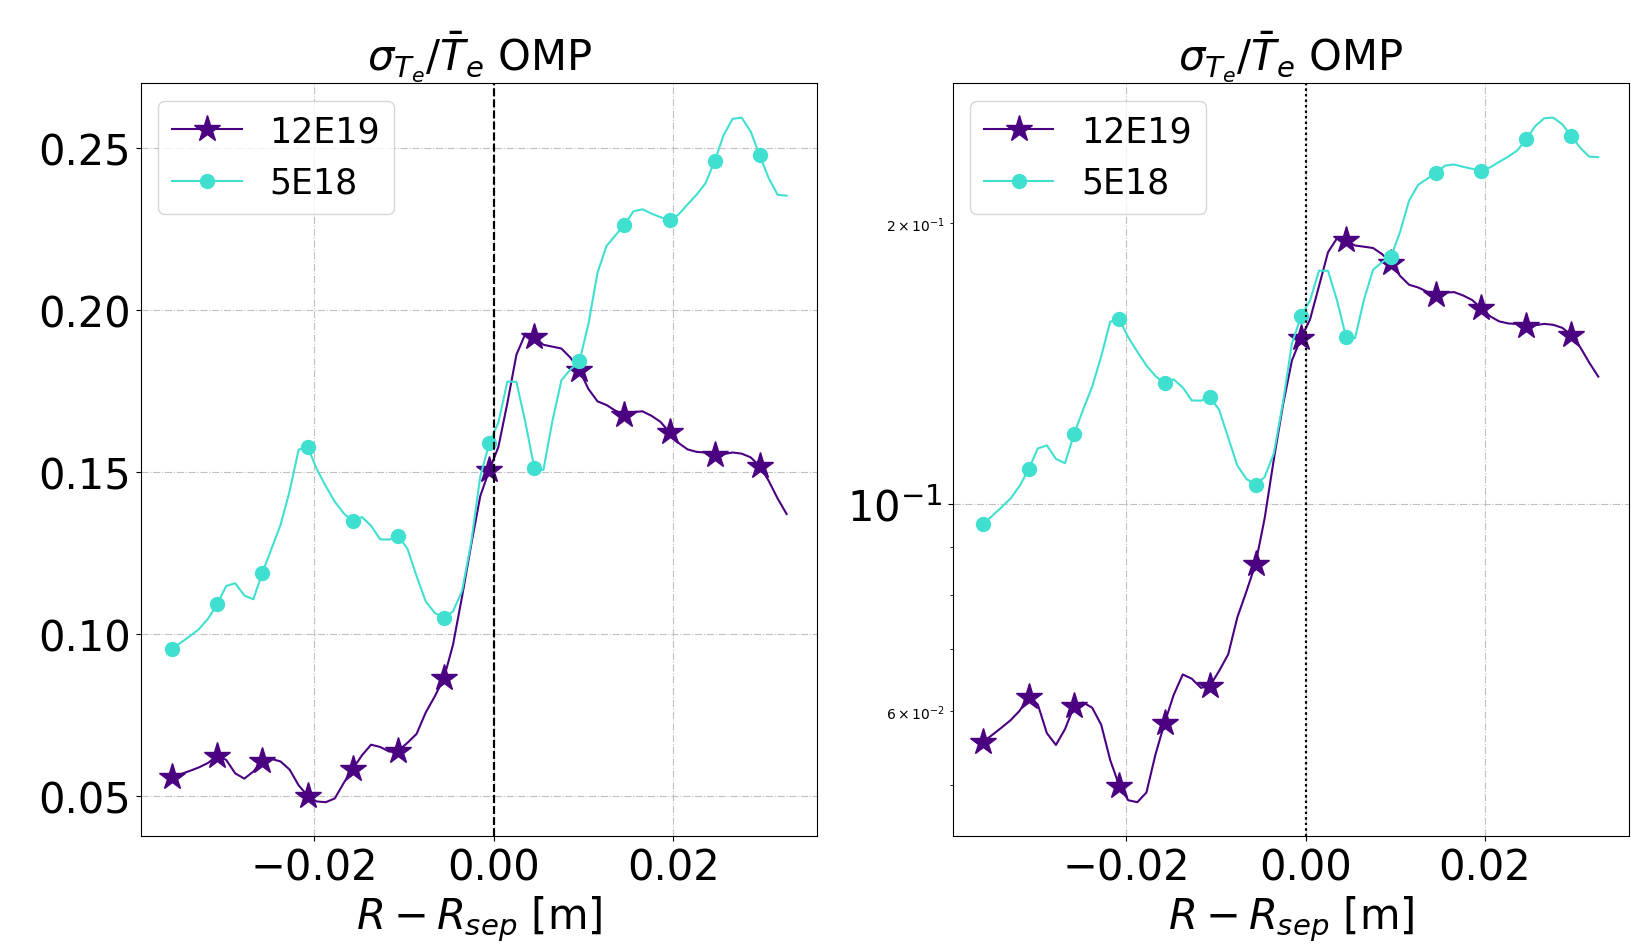 σ_{T_e}/T̄_e OMP
12E19
5E18
0.25
0.20
0.15
0.10
0.05
−0.02 0.00 0.02
R − R_{sep} [m]
σ_{T_e}/T̄_e OMP
12E19
5E18
2 × 10⁻¹
10⁻¹
6 × 10⁻²
−0.02 0.00 0.02
R − R_{sep} [m]